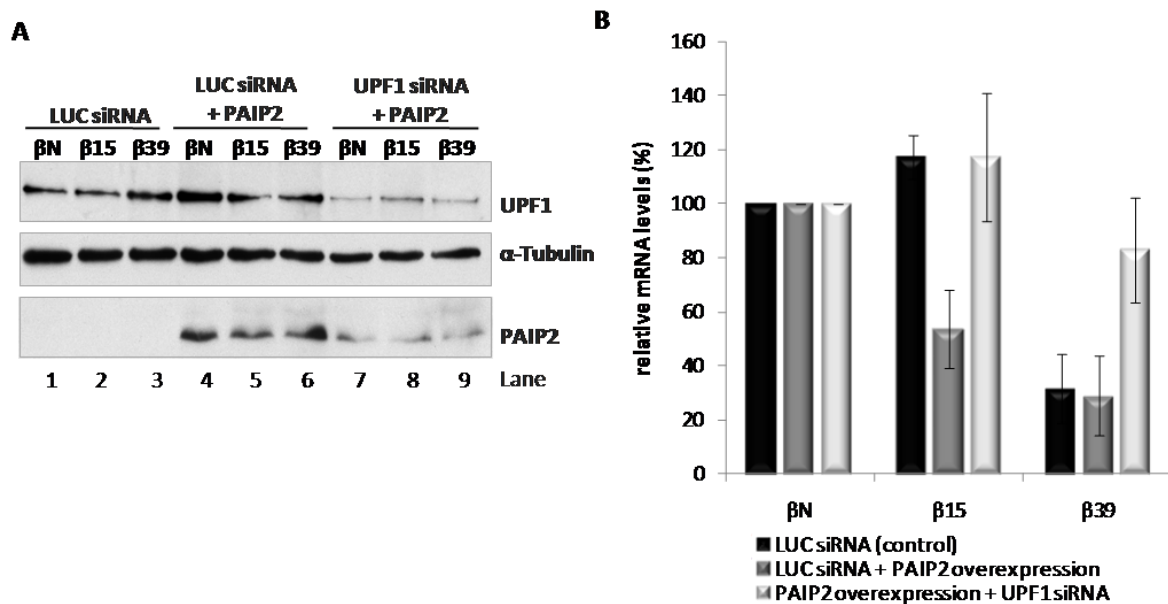 A
LUC siRNA
LUC siRNA
+ PAIP2
UPF1 siRNA
+ PAIP2
βN β15 β39 βN β15 β39 βN β15 β39
UPF1
α-Tubulin
PAIP2
1 2 3 4 5 6 7 8 9 Lane
B
relative mRNA levels (%)
160
140
120
100
80
60
40
20
0
βN β15 β39
LUC siRNA (control)
LUC siRNA + PAIP2 overexpression
PAIP2 overexpression + UPF1 siRNA